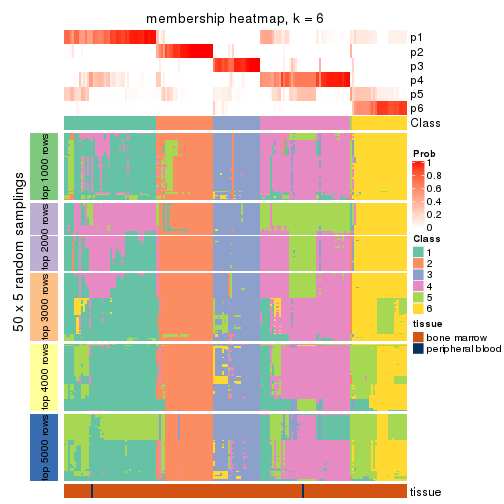 membership heatmap, k = 6
p1
p2
p3
p4
p5
p6
Class
50 x 5 random samplings
top 1000 rows
top 2000 rows
top 3000 rows
top 4000 rows
top 5000 rows
Prob
1
0.8
0.6
0.4
0.2
0
Class
1
2
3
4
5
6
tissue
bone marrow
peripheral blood
tissue